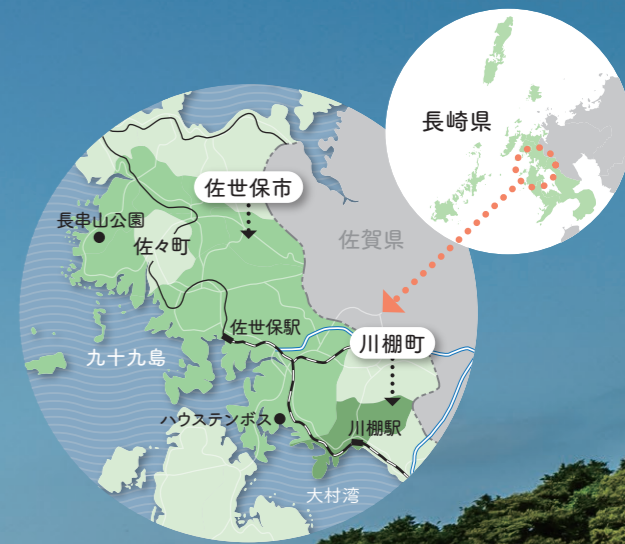 長崎県
佐世保市
長串山公園
佐々町
佐賀県
佐世保駅
川棚町
九十九島
ハウステンボス
川棚駅
大村湾